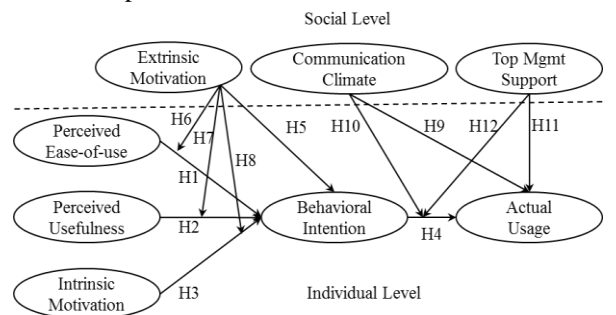 Social Level
Extrinsic
Motivation
Communication
Climate
Top Mgmt
Support
H6
H7
H8
H5
H10
H9
H12
H11
Perceived
Ease-of-use
H1
Perceived
Usefulness
H2
Behavioral
Intention
H4
Actual
Usage
Intrinsic
Motivation
H3
Individual Level